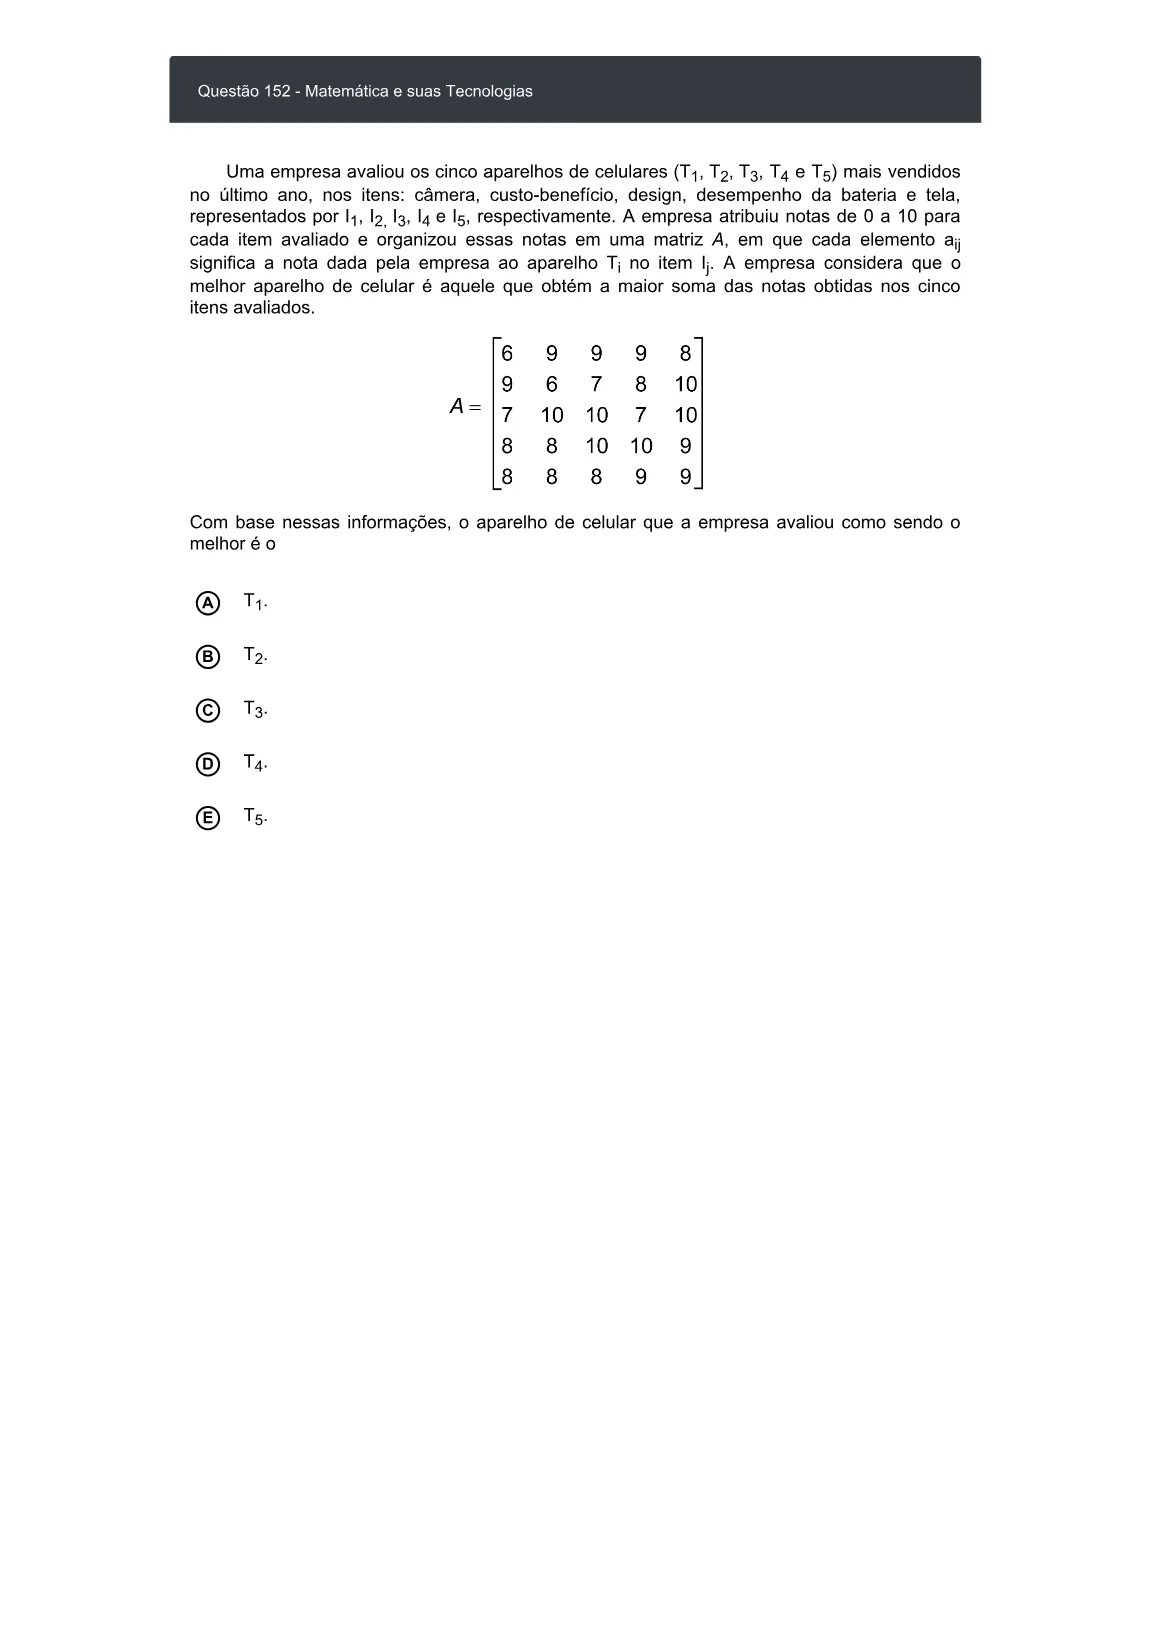 Questão 152 - Matemática e suas Tecnologias
Uma empresa avaliou os cinco aparelhos de celulares (T1, T2, T3, T4 e T5) mais vendidos
no último ano, nos itens: câmera, custo-benefício, design, desempenho da bateria e tela,
representados por I1, I2, I3, I4 e I5, respectivamente. A empresa atribuiu notas de 0 a 10 para
cada item avaliado e organizou essas notas em uma matriz A, em que cada elemento aij
significa a nota dada pela empresa ao aparelho Ti no item Ij. A empresa considera que o
melhor aparelho de celular é aquele que obtém a maior soma das notas obtidas nos cinco
itens avaliados.
6 9 9 9 8
9 6 7 8 10
A = 7 10 10 7 10
8 8 10 10 9
8 8 8 9 9
Com base nessas informações, o aparelho de celular que a empresa avaliou como sendo o
melhor é o
A T1.
B T2.
C T3.
D T4.
E T5.